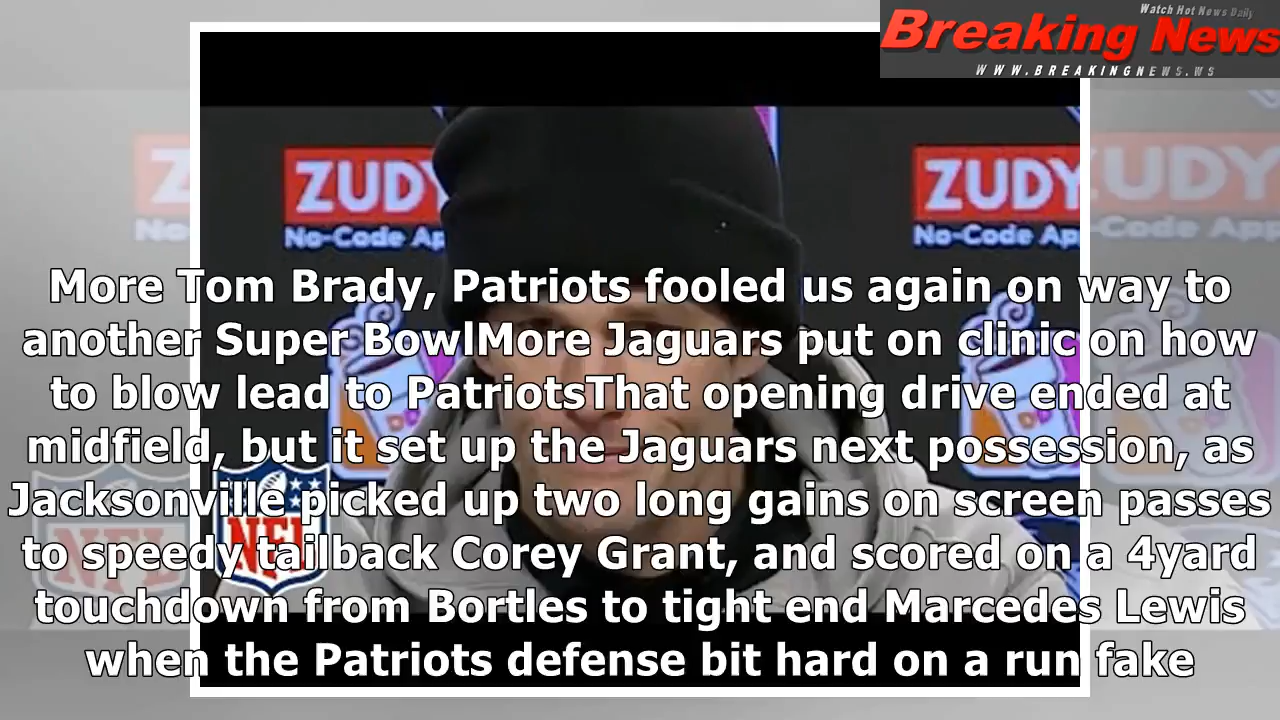 Watch Hot News Daily
Breaking News
WWW.BREAKINGNEWS.WS
ZUDY
No-Code Ap
ZUDY
No-Code Ap
More Tom Brady, Patriots fooled us again on way to
another Super BowlMore Jaguars put on clinic on how
to blow lead to PatriotsThat opening drive ended at
midfield, but it set up the Jaguars next possession, as
Jacksonville picked up two long gains on screen passes
to speedy tailback Corey Grant, and scored on a 4yard
touchdown from Bortles to tight end Marcedes Lewis
when the Patriots defense bit hard on a run fake
NFL